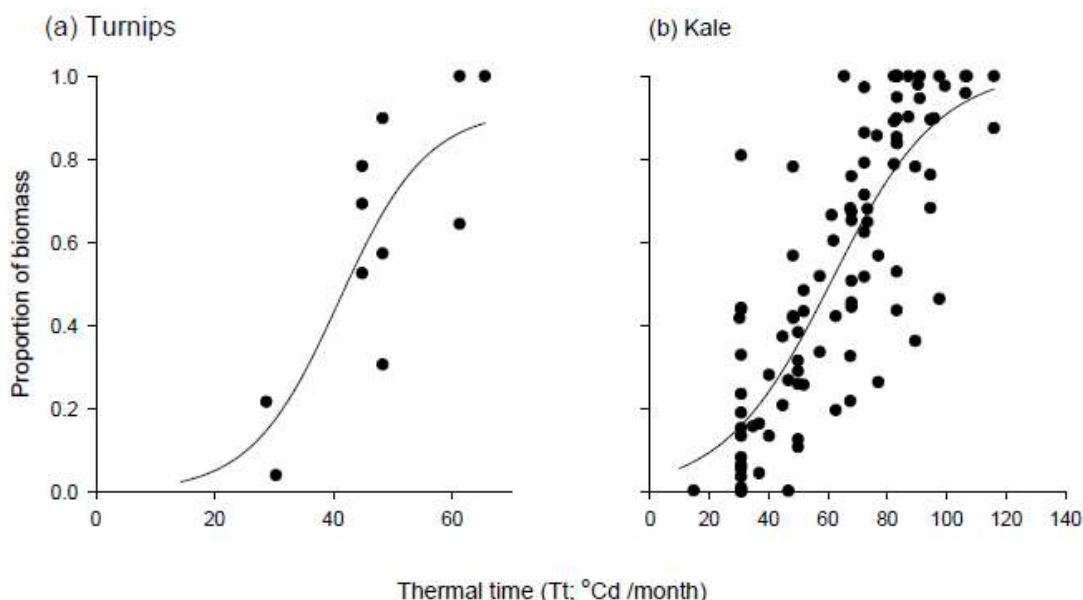 (a) Turnips
(b) Kale
Proportion of biomass
1.0
0.8
0.6
0.4
0.2
0.0
0 20 40 60
0 20 40 60 80 100 120 140
Thermal time (Tt; °Cd /month)